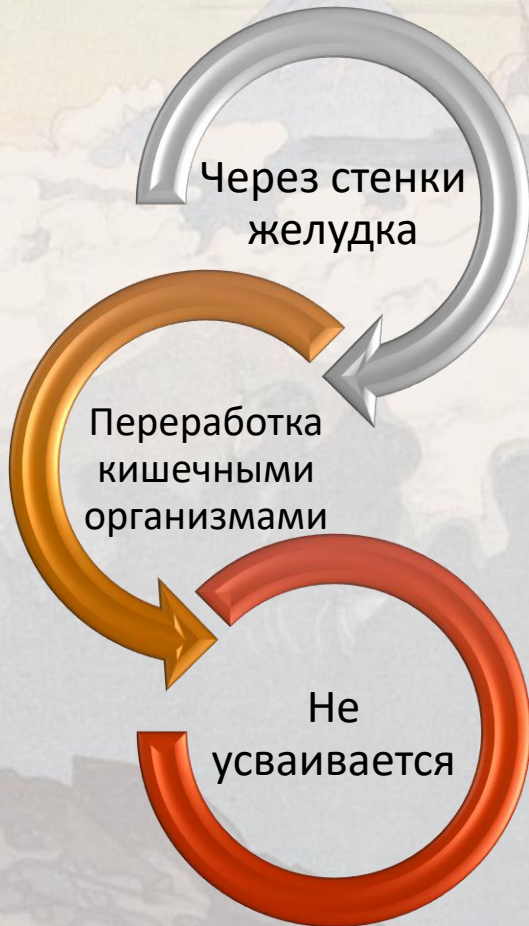 Через стенки
желудка
Переработка
кишечными
организмами
Не
усваивается